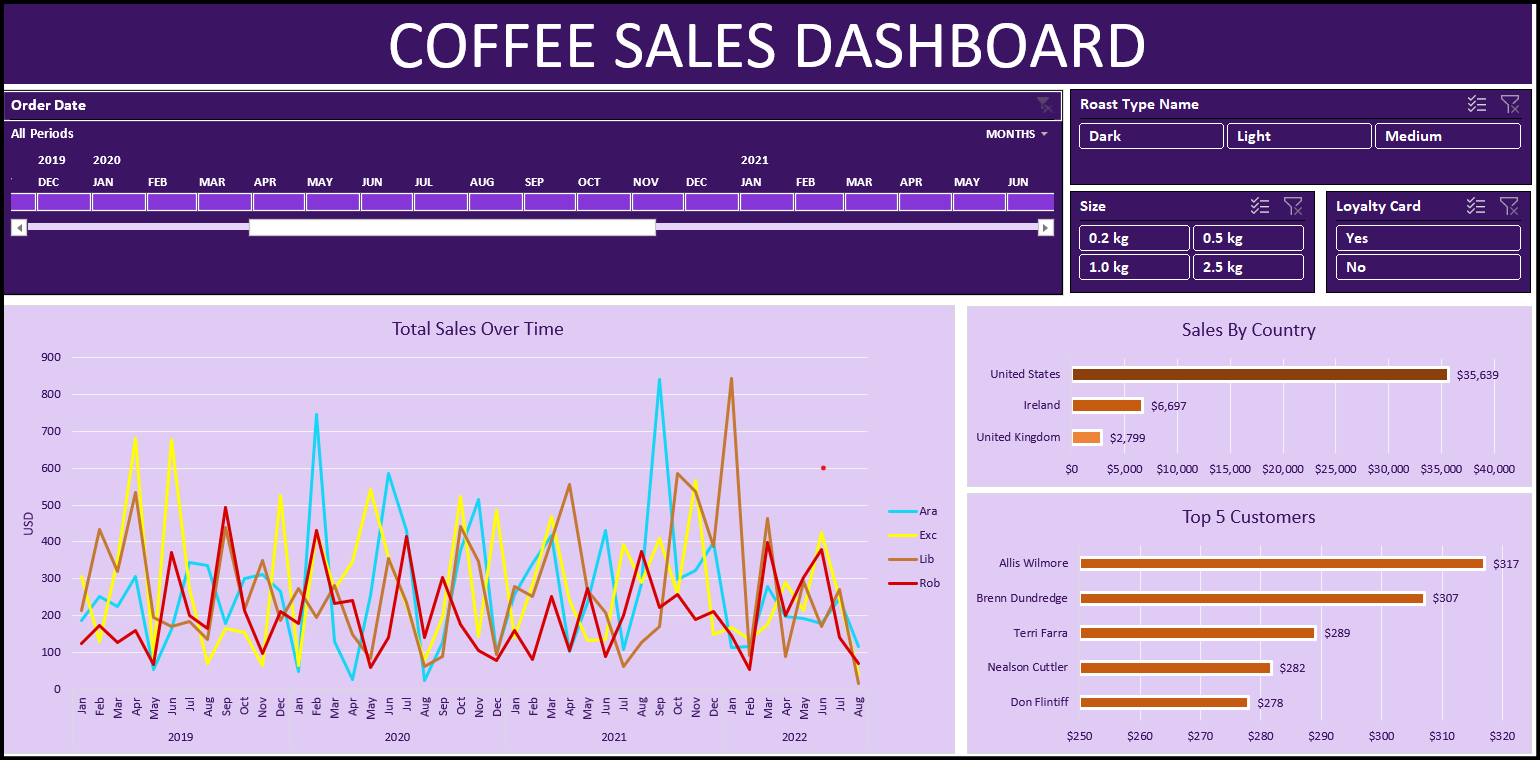 COFFEE SALES DASHBOARD
Order Date
All Periods
MONTHS
2019 2020 2021
DEC JAN FEB MAR APR MAY JUN JUL AUG SEP OCT NOV DEC JAN FEB MAR APR MAY JUN
Roast Type Name
Dark Light Medium
Size
0.2 kg 0.5 kg
1.0 kg 2.5 kg
Loyalty Card
Yes
No
Total Sales Over Time
900
800
700
600
500
400
300
200
100
0
USD
Jan Feb Mar Apr May Jun Jul Aug Sep Oct Nov Dec Jan Feb Mar Apr May Jun Jul Aug Sep Oct Nov Dec Jan Feb Mar Apr May Jun Jul Aug Sep Oct Nov Dec Jan Feb Mar Apr May Jun Jul Aug
2019 2020 2021 2022
Ara
Exc
Lib
Rob
Sales By Country
United States $35,639
Ireland $6,697
United Kingdom $2,799
$0 $5,000 $10,000 $15,000 $20,000 $25,000 $30,000 $35,000 $40,000
Top 5 Customers
Allis Wilmore $317
Brenn Dundredge $307
Terri Farra $289
Nealson Cuttler $282
Don Flintiff $278
$250 $260 $270 $280 $290 $300 $310 $320